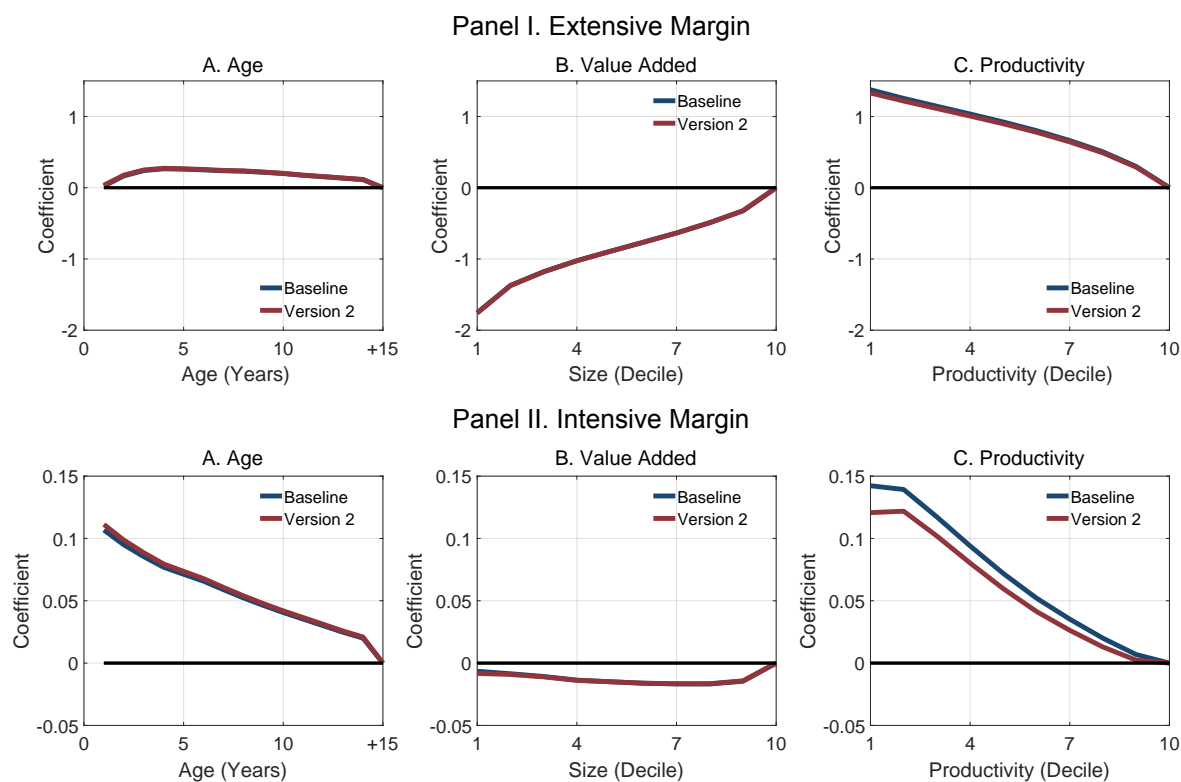 Panel I. Extensive Margin
A. Age
Coefficient
1
0
-1
-2
Baseline
Version 2
0 5 10 +15
Age (Years)
B. Value Added
Coefficient
1
0
-1
-2
Baseline
Version 2
1 4 7 10
Size (Decile)
C. Productivity
Coefficient
1
0
-1
-2
Baseline
Version 2
1 4 7 10
Productivity (Decile)
Panel II. Intensive Margin
A. Age
Coefficient
0.15
0.1
0.05
0
-0.05
Baseline
Version 2
0 5 10 +15
Age (Years)
B. Value Added
Coefficient
0.15
0.1
0.05
0
-0.05
Baseline
Version 2
1 4 7 10
Size (Decile)
C. Productivity
Coefficient
0.15
0.1
0.05
0
-0.05
Baseline
Version 2
1 4 7 10
Productivity (Decile)